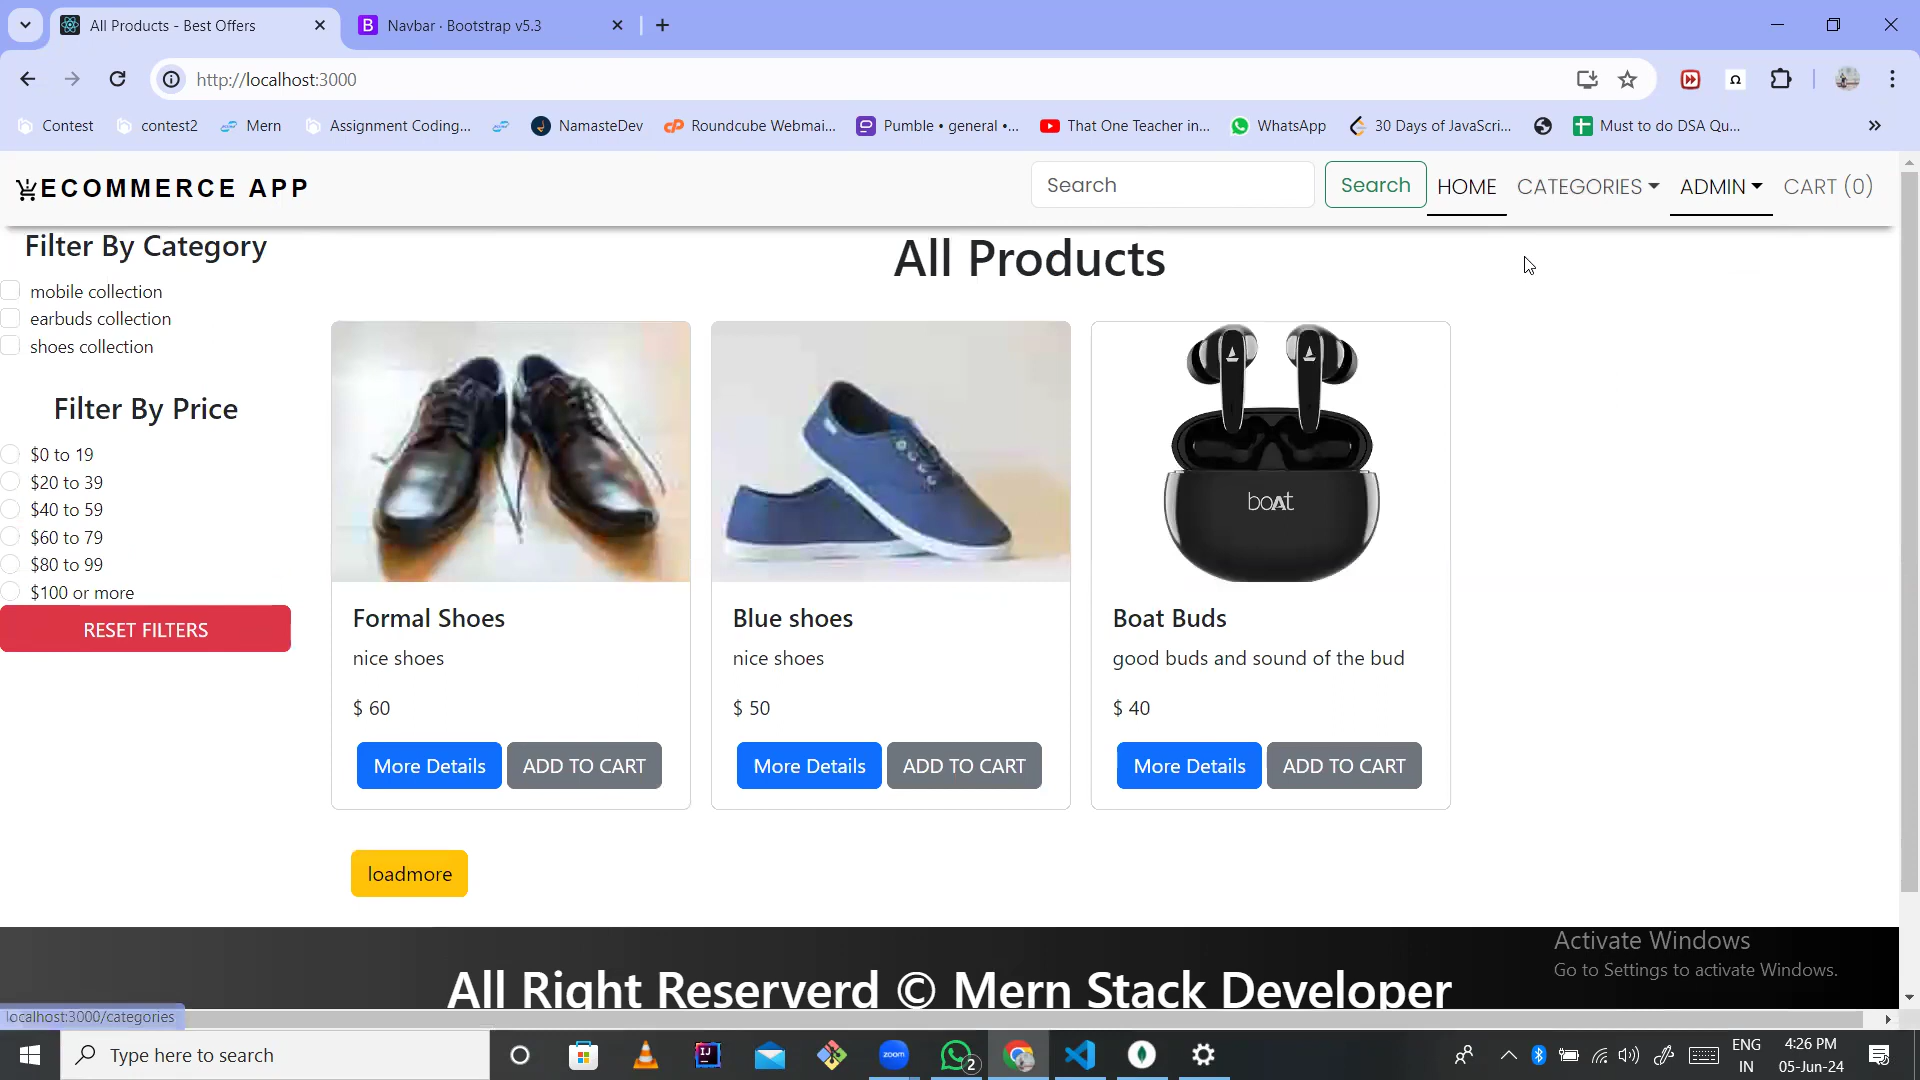 All Products - Best Offers
Navbar · Bootstrap v5.3
http://localhost:3000
Contest
contest2
Mern
Assignment Coding...
NamasteDev
Roundcube Webmai...
Pumble • general •...
That One Teacher in...
WhatsApp
30 Days of JavaScri...
Must to do DSA Qu...
ECOMMERCE APP
Search
Search
HOME
CATEGORIES
ADMIN
CART (0)
Filter By Category
mobile collection
earbuds collection
shoes collection
Filter By Price
$0 to 19
$20 to 39
$40 to 59
$60 to 79
$80 to 99
$100 or more
RESET FILTERS
All Products
Formal Shoes
nice shoes
$ 60
More Details
ADD TO CART
Blue shoes
nice shoes
$ 50
More Details
ADD TO CART
boAt
Boat Buds
good buds and sound of the bud
$ 40
More Details
ADD TO CART
loadmore
Activate Windows
Go to Settings to activate Windows.
All Right Reserverd © Mern Stack Developer
localhost:3000/categories
Type here to search
zoom
2
ENG
IN
4:26 PM
05-Jun-24